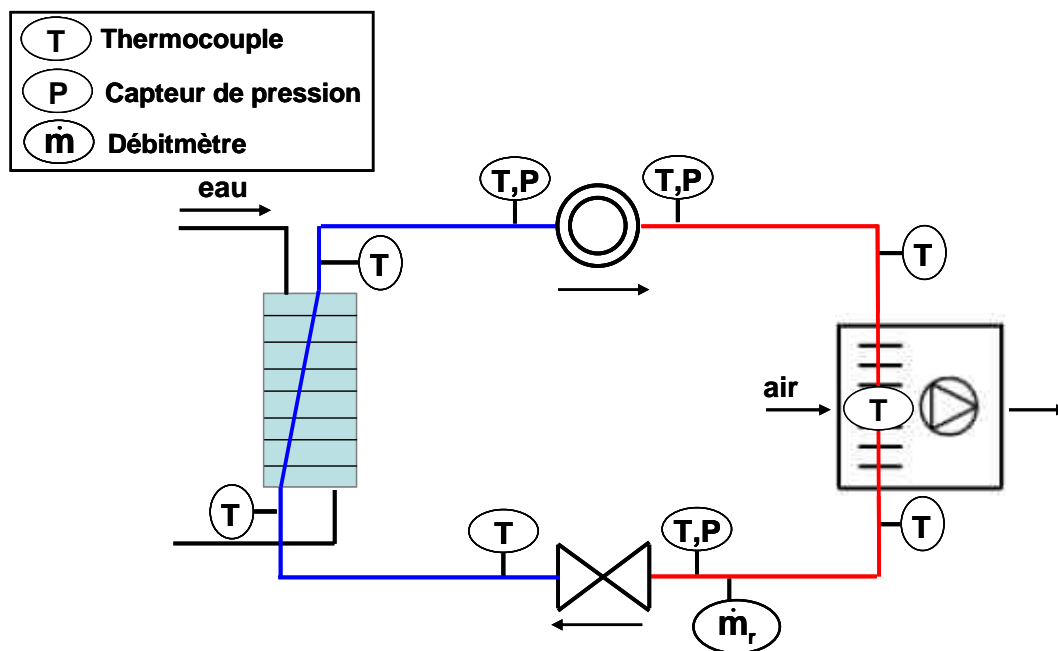 T Thermocouple
P Capteur de pression
ṁ Débitmètre
eau
T,P
T,P
T
T
air
T
T
T
T,P
T
ṁr